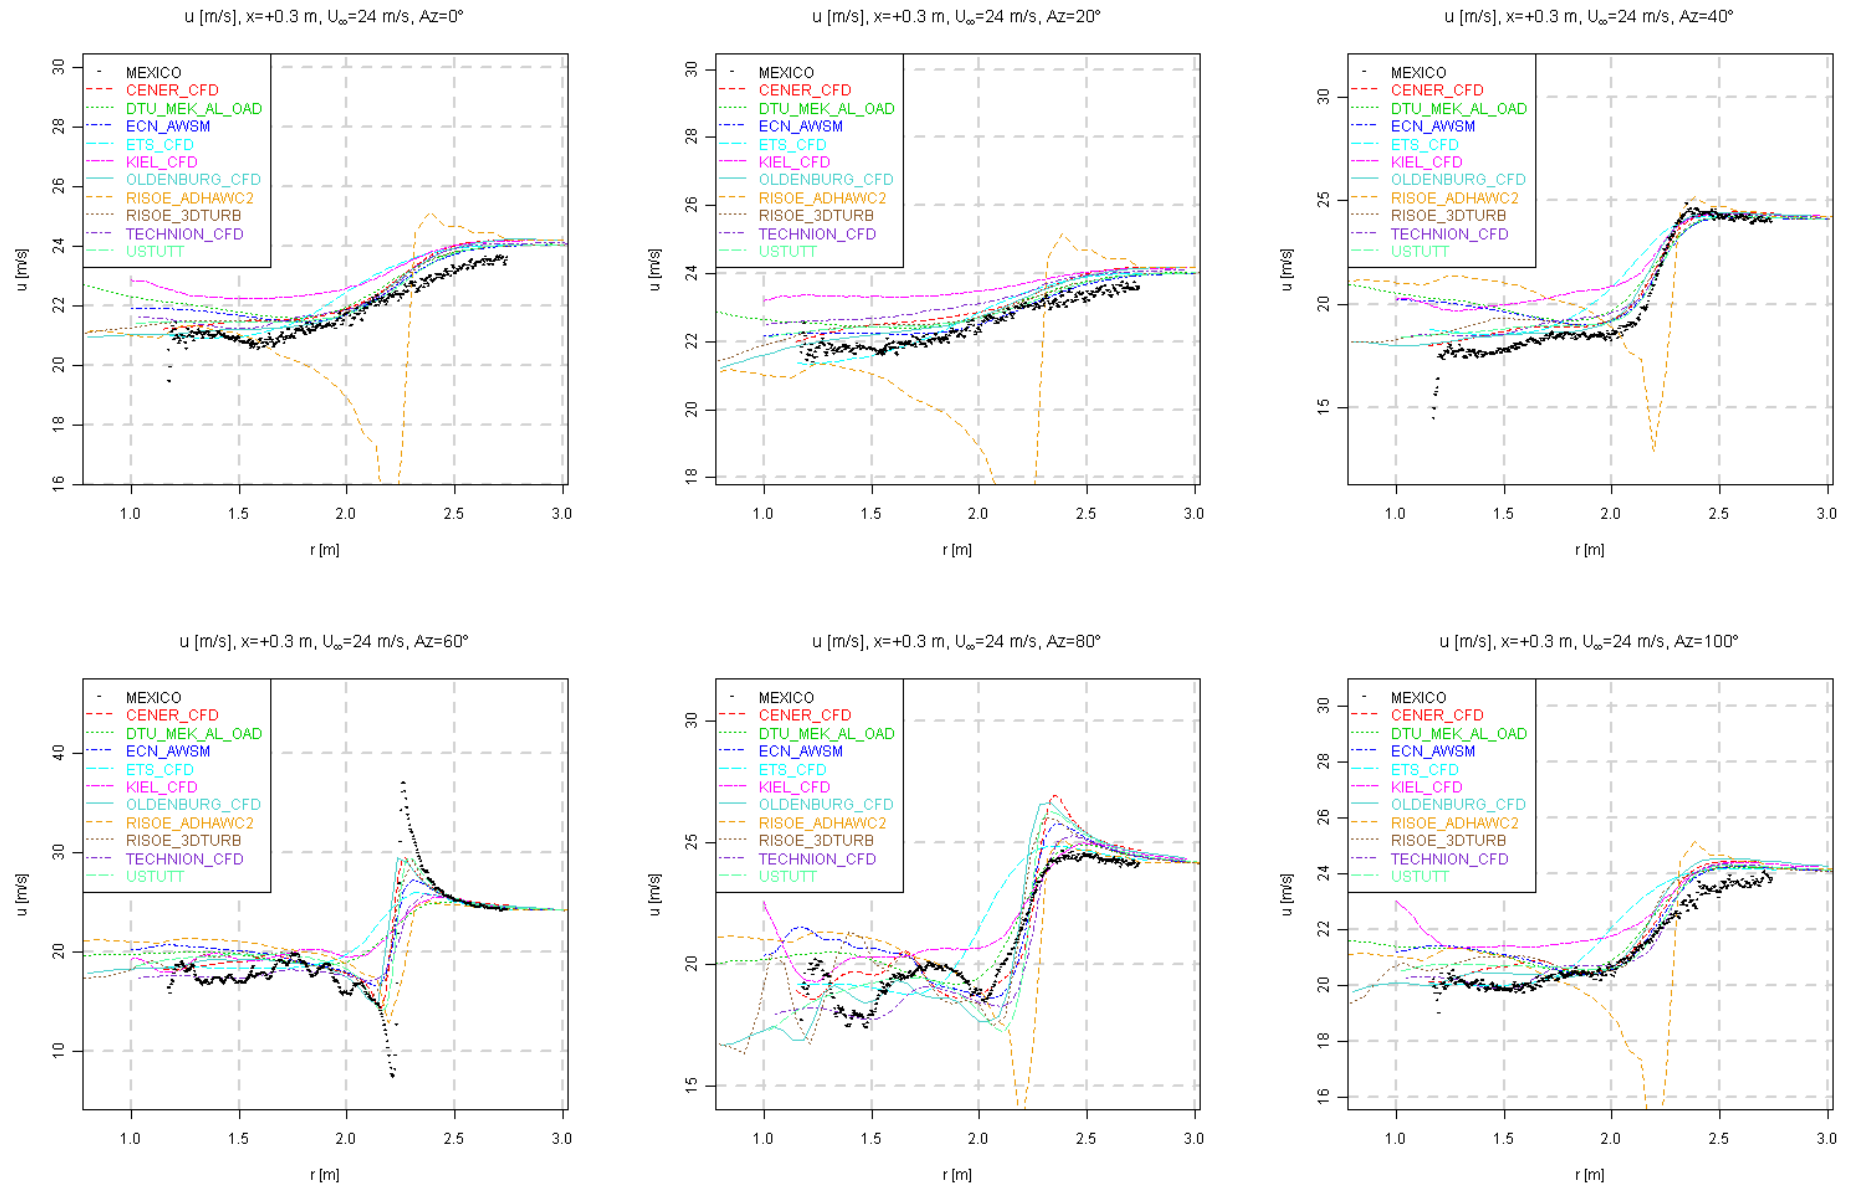 u [m/s], x=+0.3 m, U∞=24 m/s, Az=0°
30
28
26
24
22
20
18
16
u [m/s]
MEXICO
CENER_CFD
DTU_MEK_AL_OAD
ECN_AWSM
ETS_CFD
KIEL_CFD
OLDENBURG_CFD
RISOE_ADHAWC2
RISOE_3DTURB
TECHNION_CFD
USTUTT
1.0 1.5 2.0 2.5 3.0
r [m]
u [m/s], x=+0.3 m, U∞=24 m/s, Az=20°
30
28
26
24
22
20
18
u [m/s]
MEXICO
CENER_CFD
DTU_MEK_AL_OAD
ECN_AWSM
ETS_CFD
KIEL_CFD
OLDENBURG_CFD
RISOE_ADHAWC2
RISOE_3DTURB
TECHNION_CFD
USTUTT
1.0 1.5 2.0 2.5 3.0
r [m]
u [m/s], x=+0.3 m, U∞=24 m/s, Az=40°
30
25
20
15
u [m/s]
MEXICO
CENER_CFD
DTU_MEK_AL_OAD
ECN_AWSM
ETS_CFD
KIEL_CFD
OLDENBURG_CFD
RISOE_ADHAWC2
RISOE_3DTURB
TECHNION_CFD
USTUTT
1.0 1.5 2.0 2.5 3.0
r [m]
u [m/s], x=+0.3 m, U∞=24 m/s, Az=60°
40
30
20
10
u [m/s]
MEXICO
CENER_CFD
DTU_MEK_AL_OAD
ECN_AWSM
ETS_CFD
KIEL_CFD
OLDENBURG_CFD
RISOE_ADHAWC2
RISOE_3DTURB
TECHNION_CFD
USTUTT
1.0 1.5 2.0 2.5 3.0
r [m]
u [m/s], x=+0.3 m, U∞=24 m/s, Az=80°
30
25
20
15
u [m/s]
MEXICO
CENER_CFD
DTU_MEK_AL_OAD
ECN_AWSM
ETS_CFD
KIEL_CFD
OLDENBURG_CFD
RISOE_ADHAWC2
RISOE_3DTURB
TECHNION_CFD
USTUTT
1.0 1.5 2.0 2.5 3.0
r [m]
u [m/s], x=+0.3 m, U∞=24 m/s, Az=100°
30
28
26
24
22
20
18
16
u [m/s]
MEXICO
CENER_CFD
DTU_MEK_AL_OAD
ECN_AWSM
ETS_CFD
KIEL_CFD
OLDENBURG_CFD
RISOE_ADHAWC2
RISOE_3DTURB
TECHNION_CFD
USTUTT
1.0 1.5 2.0 2.5 3.0
r [m]